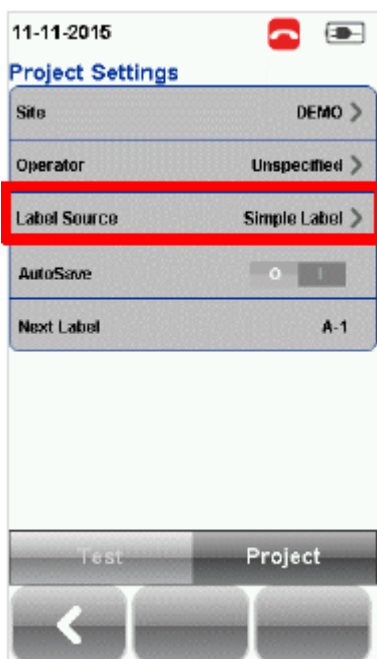 11-11-2015
Project Settings
Site DEMO
Operator Unspecified
Label Source Simple Label
AutoSave O I
Next Label A-1
Test Project